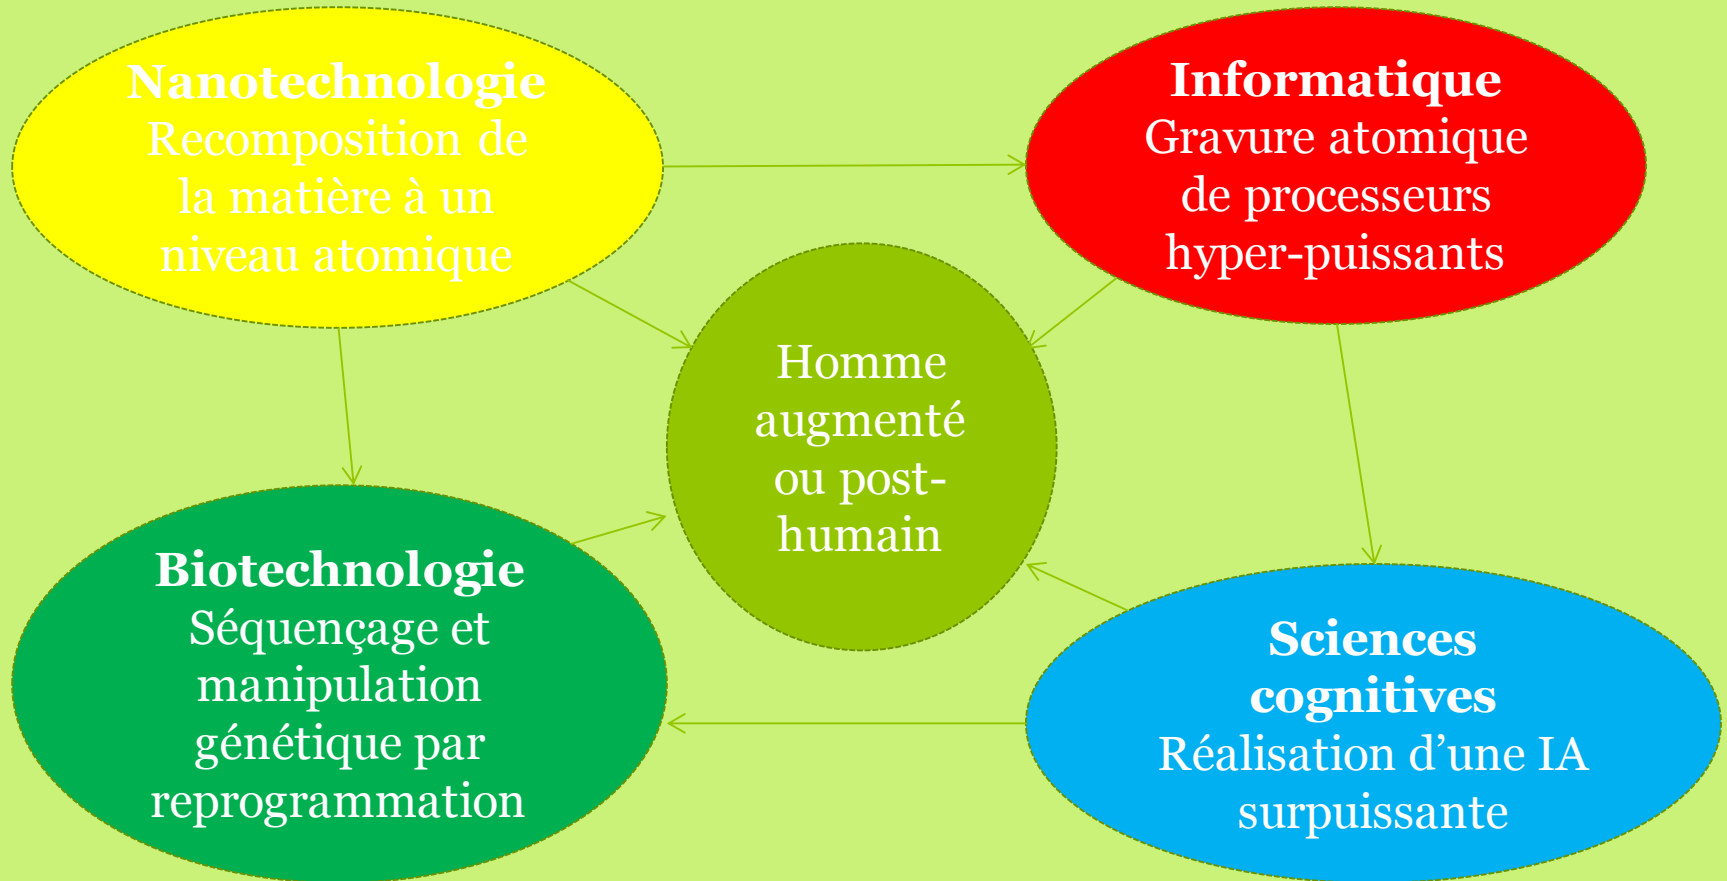 Nanotechnologie
Recomposition de
la matière à un
niveau atomique
Informatique
Gravure atomique
de processeurs
hyper-puissants
Homme
augmenté
ou post-
humain
Biotechnologie
Séquençage et
manipulation
génétique par
reprogrammation
Sciences
cognitives
Réalisation d’une IA
surpuissante